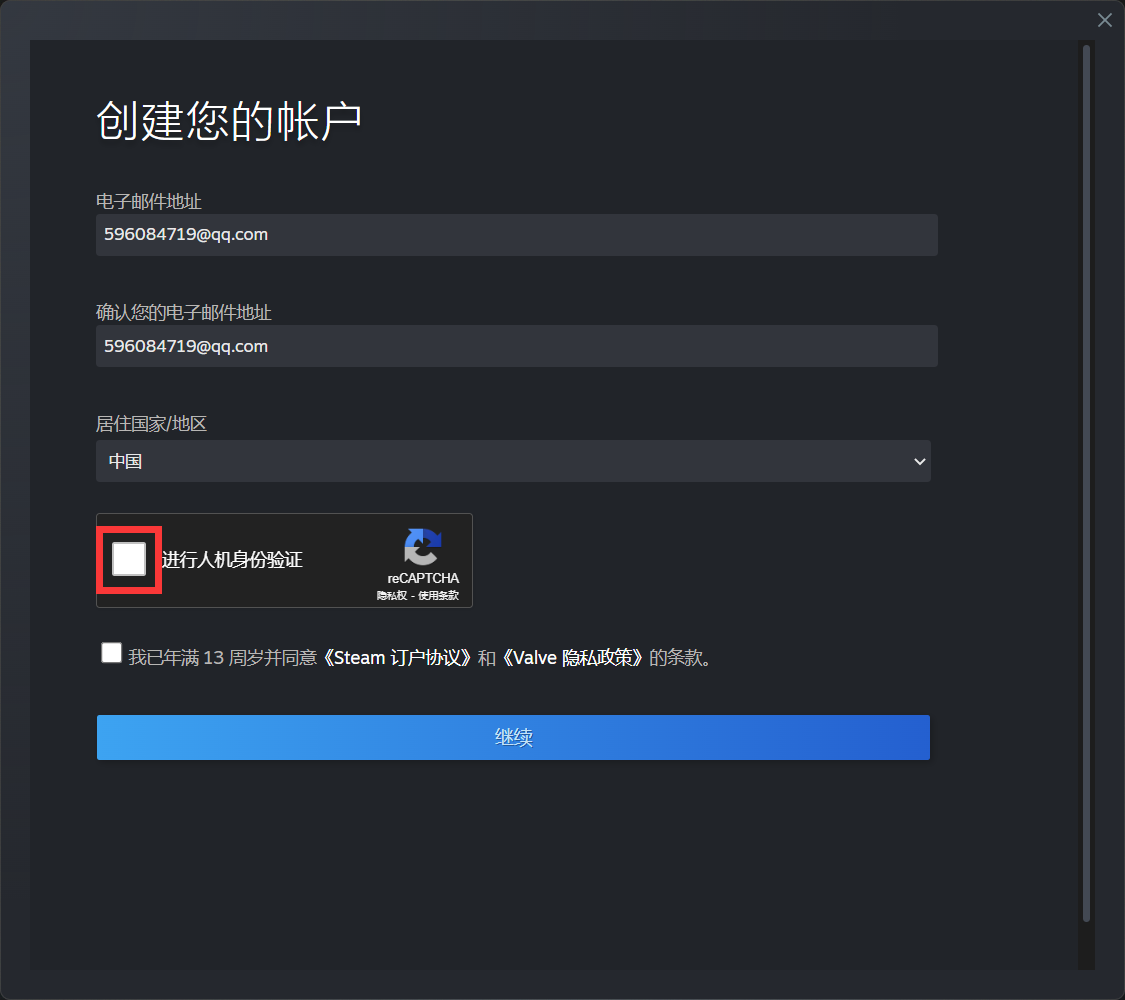 创建您的帐户
电子邮件地址
596084719@qq.com
确认您的电子邮件地址
596084719@qq.com
居住国家/地区
中国
进行人机身份验证
reCAPTCHA
隐私权 - 使用条款
我已年满 13 周岁并同意《Steam 订户协议》和《Valve 隐私政策》的条款。
继续